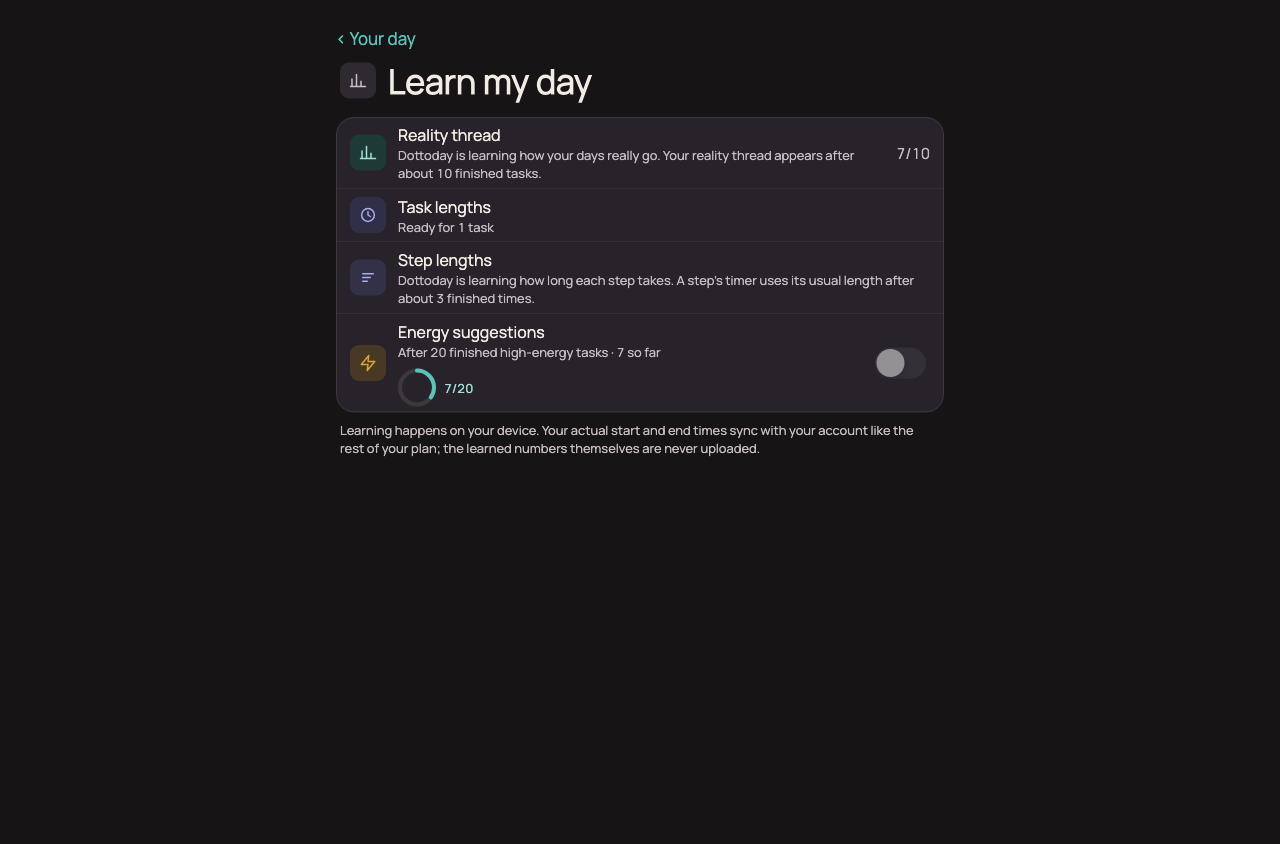 ‹ Your day
Learn my day
Reality thread
Dottoday is learning how your days really go. Your reality thread appears after
about 10 finished tasks.
7/10
Task lengths
Ready for 1 task
Step lengths
Dottoday is learning how long each step takes. A step's timer uses its usual length after
about 3 finished times.
Energy suggestions
After 20 finished high-energy tasks · 7 so far
7/20
Learning happens on your device. Your actual start and end times sync with your account like the
rest of your plan; the learned numbers themselves are never uploaded.